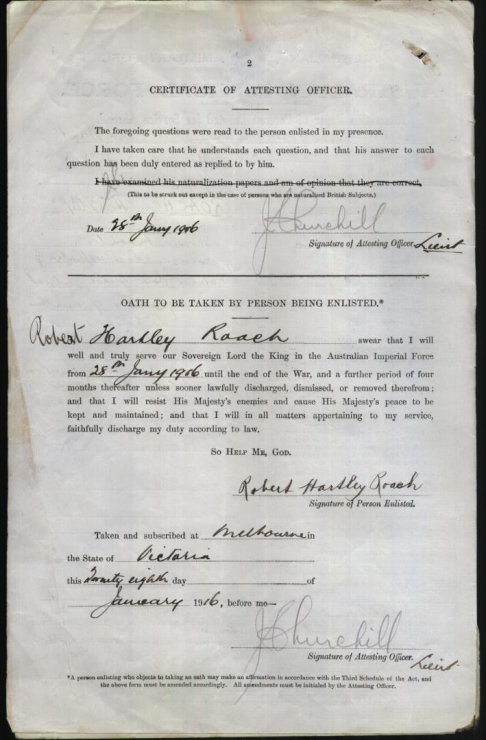 2
CERTIFICATE OF ATTESTING OFFICER.
The foregoing questions were read to the person enlisted in my presence.
I have taken care that he understands each question, and that his answer to each
question has been duly entered as replied to by him.
I have examined his naturalization papers and am of opinion that they are correct.
(This to be struck out except in the case of persons who are naturalized British Subjects.)
Date 28th Jany 1916
J Churchill
Signature of Attesting Officer. Lieut
OATH TO BE TAKEN BY PERSON BEING ENLISTED.*
Robert Hartley Roach swear that I will
well and truly serve our Sovereign Lord the King in the Australian Imperial Force
from 28th Jany 1916 until the end of the War, and a further period of four
months thereafter unless sooner lawfully discharged, dismissed, or removed therefrom;
and that I will resist His Majesty's enemies and cause His Majesty's peace to be
kept and maintained; and that I will in all matters appertaining to my service,
faithfully discharge my duty according to law.
SO HELP ME, GOD.
Robert Hartley Roach
Signature of Person Enlisted.
Taken and subscribed at Melbourne in
the State of Victoria
this Twenty eighth day of
January 1916, before me—
J Churchill
Signature of Attesting Officer. Lieut
*A person enlisting who objects to taking an oath may make an affirmation in accordance with the Third Schedule of the Act, and
the above form must be amended accordingly. All amendments must be initialed by the Attesting Officer.